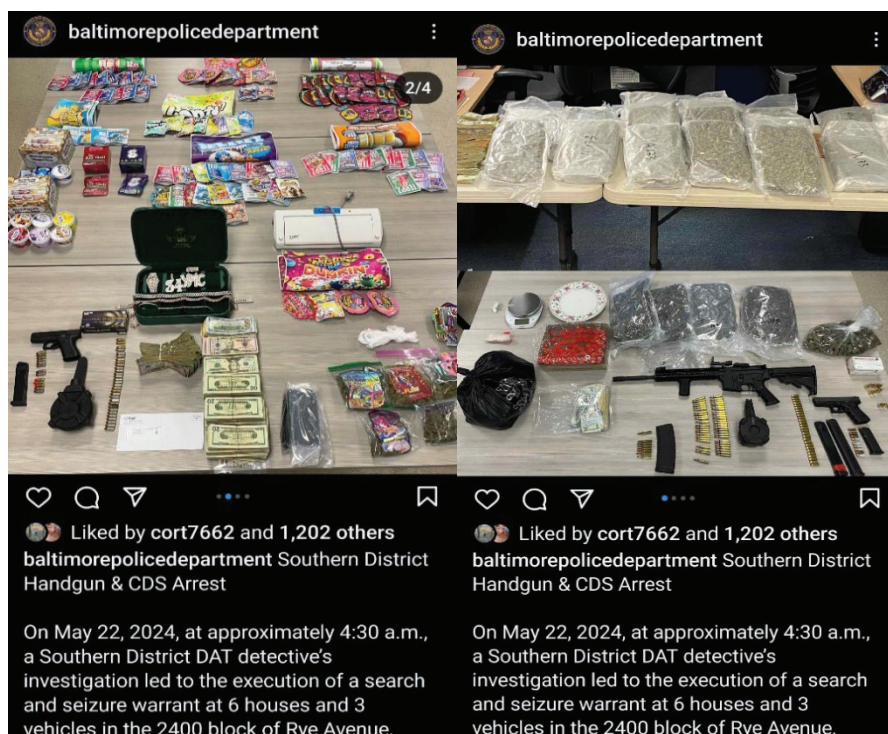 baltimorepolicedepartment
2/4
Liked by cort7662 and 1,202 others
baltimorepolicedepartment Southern District
Handgun & CDS Arrest
On May 22, 2024, at approximately 4:30 a.m.,
a Southern District DAT detective's
investigation led to the execution of a search
and seizure warrant at 6 houses and 3
vehicles in the 2400 block of Rye Avenue.
baltimorepolicedepartment
Liked by cort7662 and 1,202 others
baltimorepolicedepartment Southern District
Handgun & CDS Arrest
On May 22, 2024, at approximately 4:30 a.m.,
a Southern District DAT detective's
investigation led to the execution of a search
and seizure warrant at 6 houses and 3
vehicles in the 2400 block of Rye Avenue.